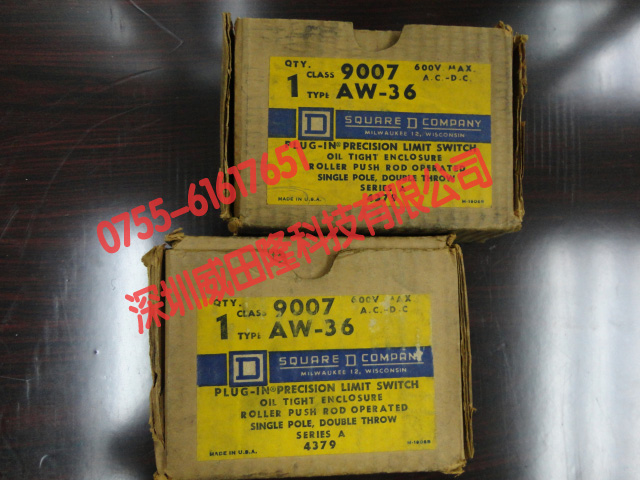 QTY.
1
CLASS 9007
TYPE AW-36
600V. MAX.
A.C.-D.C.
D
SQUARE D COMPANY
MILWAUKEE 12, WISCONSIN
PLUG-IN® PRECISION LIMIT SWITCH
OIL TIGHT ENCLOSURE
ROLLER PUSH ROD OPERATED
SINGLE POLE, DOUBLE THROW
SERIES
437
MADE IN U.S.A.
0755-61617651
深圳威田隆科技有限公司
QTY.
1
CLASS 9007
TYPE AW-36
600V. MAX
A.C.-D.C
D
SQUARE D COMPANY
MILWAUKEE 12, WISCONSIN
PLUG-IN® PRECISION LIMIT SWITCH
OIL TIGHT ENCLOSURE
ROLLER PUSH ROD OPERATED
SINGLE POLE, DOUBLE THROW
SERIES A
4379
MADE IN U.S.A.